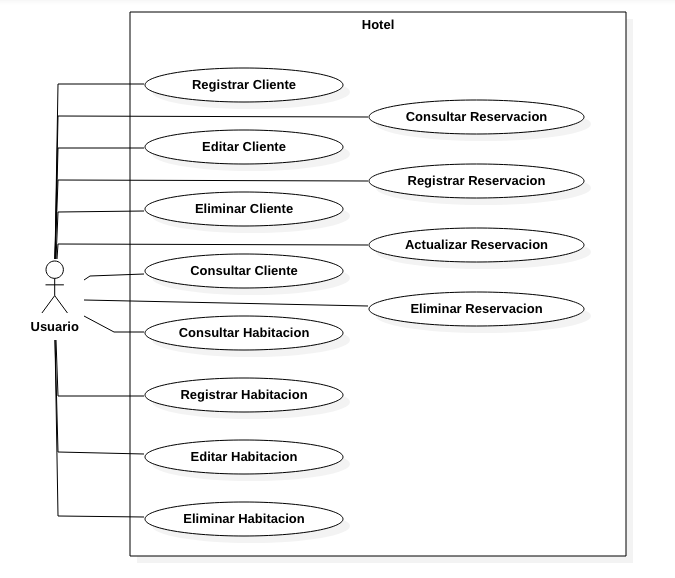 Hotel
Registrar Cliente
Consultar Reservacion
Editar Cliente
Registrar Reservacion
Eliminar Cliente
Actualizar Reservacion
Consultar Cliente
Eliminar Reservacion
Usuario
Consultar Habitacion
Registrar Habitacion
Editar Habitacion
Eliminar Habitacion